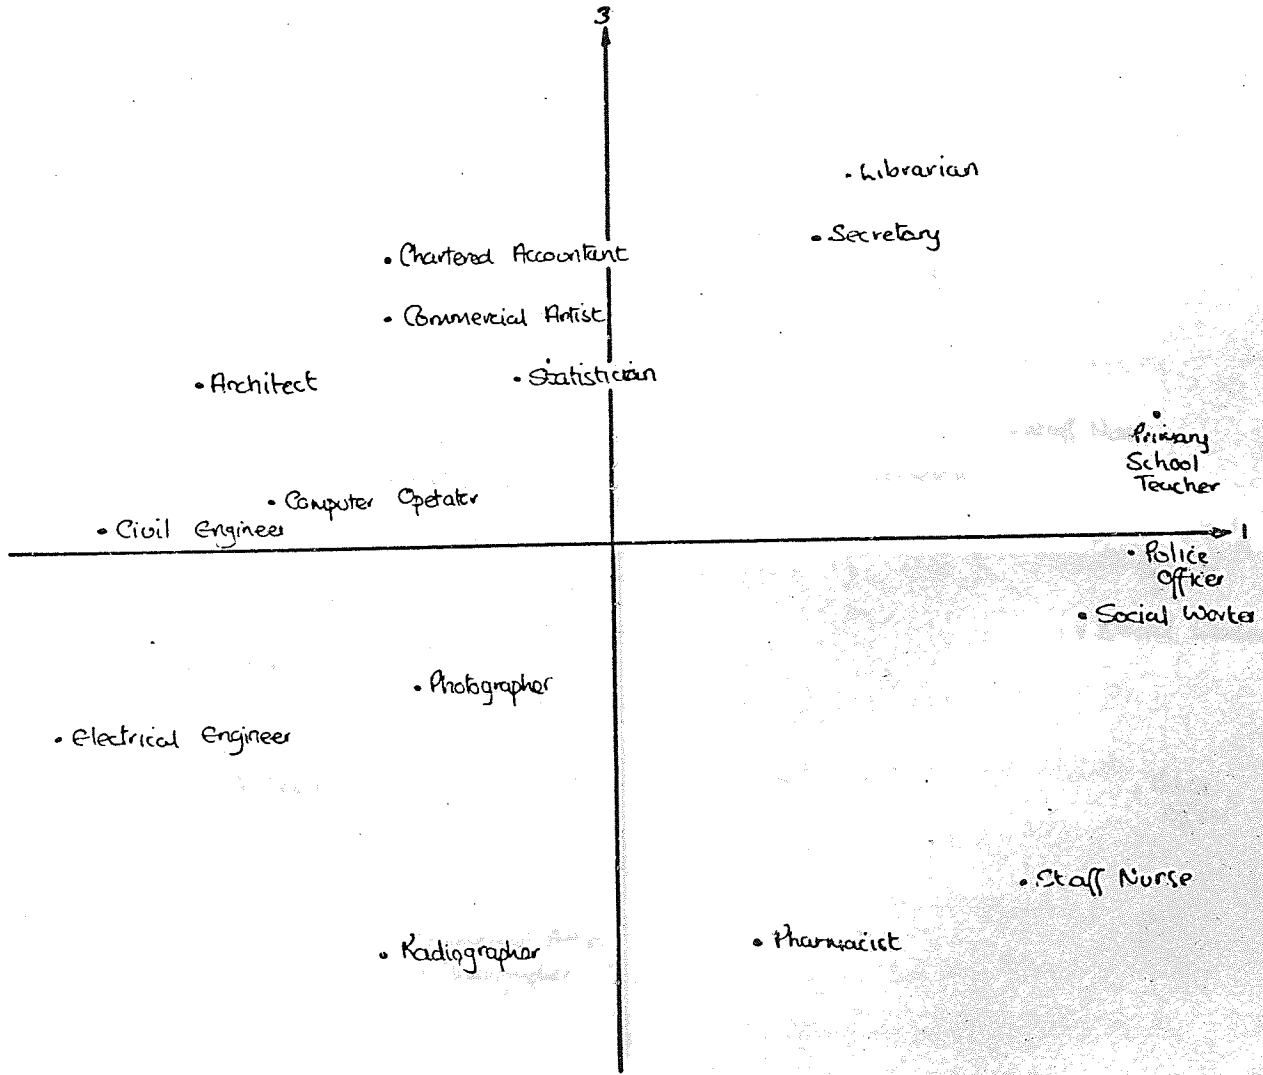 3
Librarian
Secretary
Chartered Accountant
Commercial Artist
Architect
Statistician
Primary
School
Teacher
Computer Operator
Civil Engineer
1
Police
Officer
Social Worker
Photographer
Electrical Engineer
Staff Nurse
Pharmacist
Radiographer